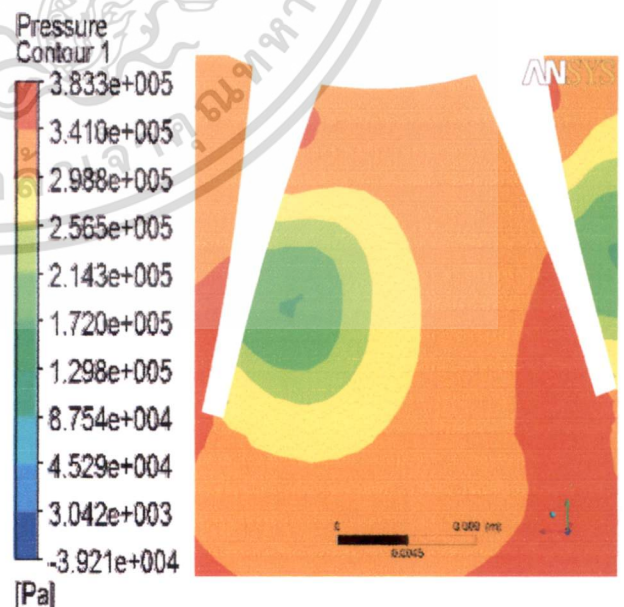 Pressure
Contour 1
3.833e+005
3.410e+005
2.988e+005
2.565e+005
2.143e+005
1.720e+005
1.298e+005
8.754e+004
4.529e+004
3.042e+003
-3.921e+004
[Pa]
ANSYS
0
0.009 (m)
0.0045